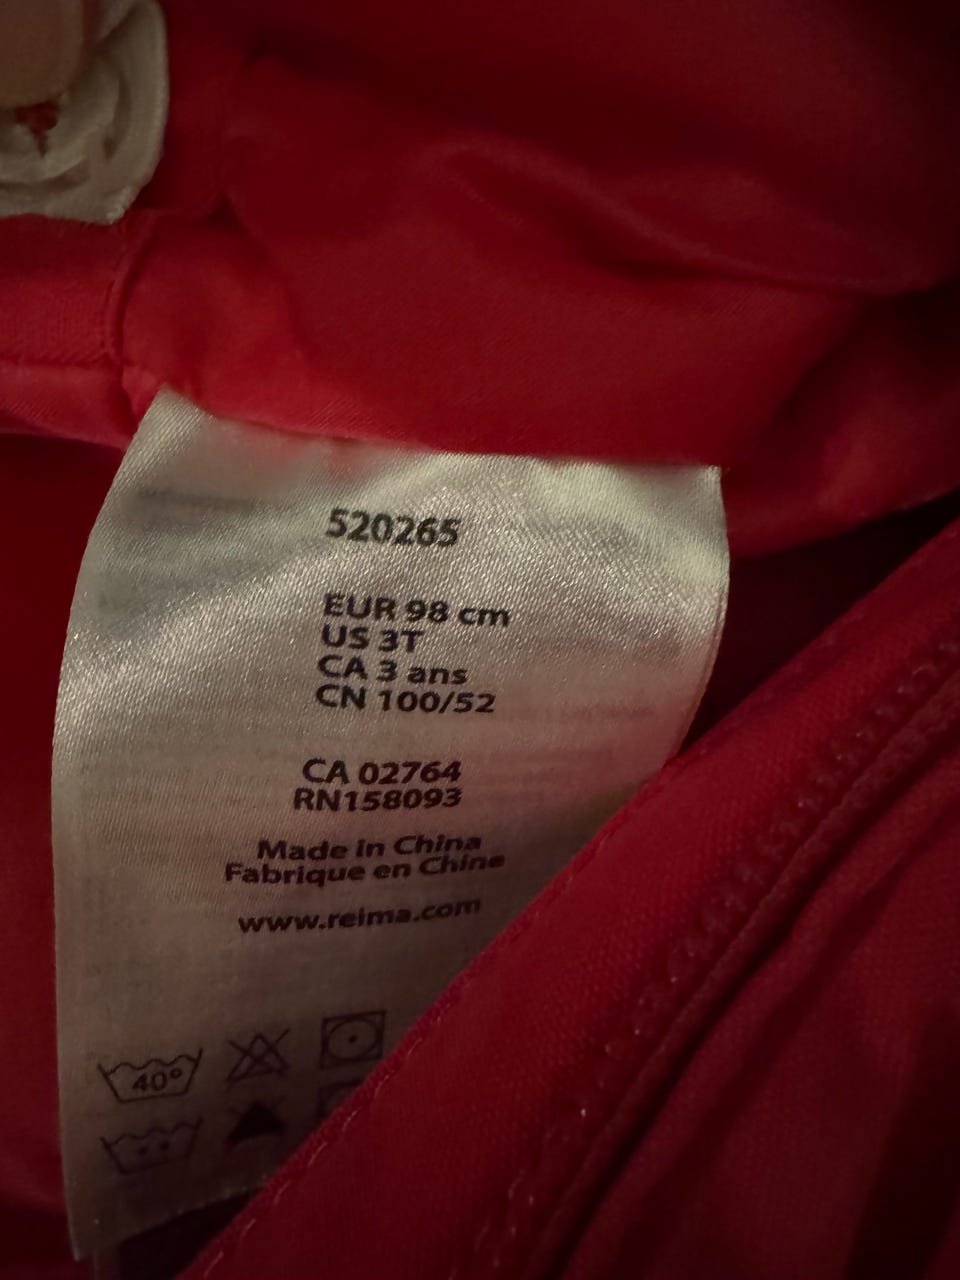 520265
EUR 98 cm
US 3T
CA 3 ans
CN 100/52
CA 02764
RN158093
Made in China
Fabrique en Chine
www.reima.com
40°